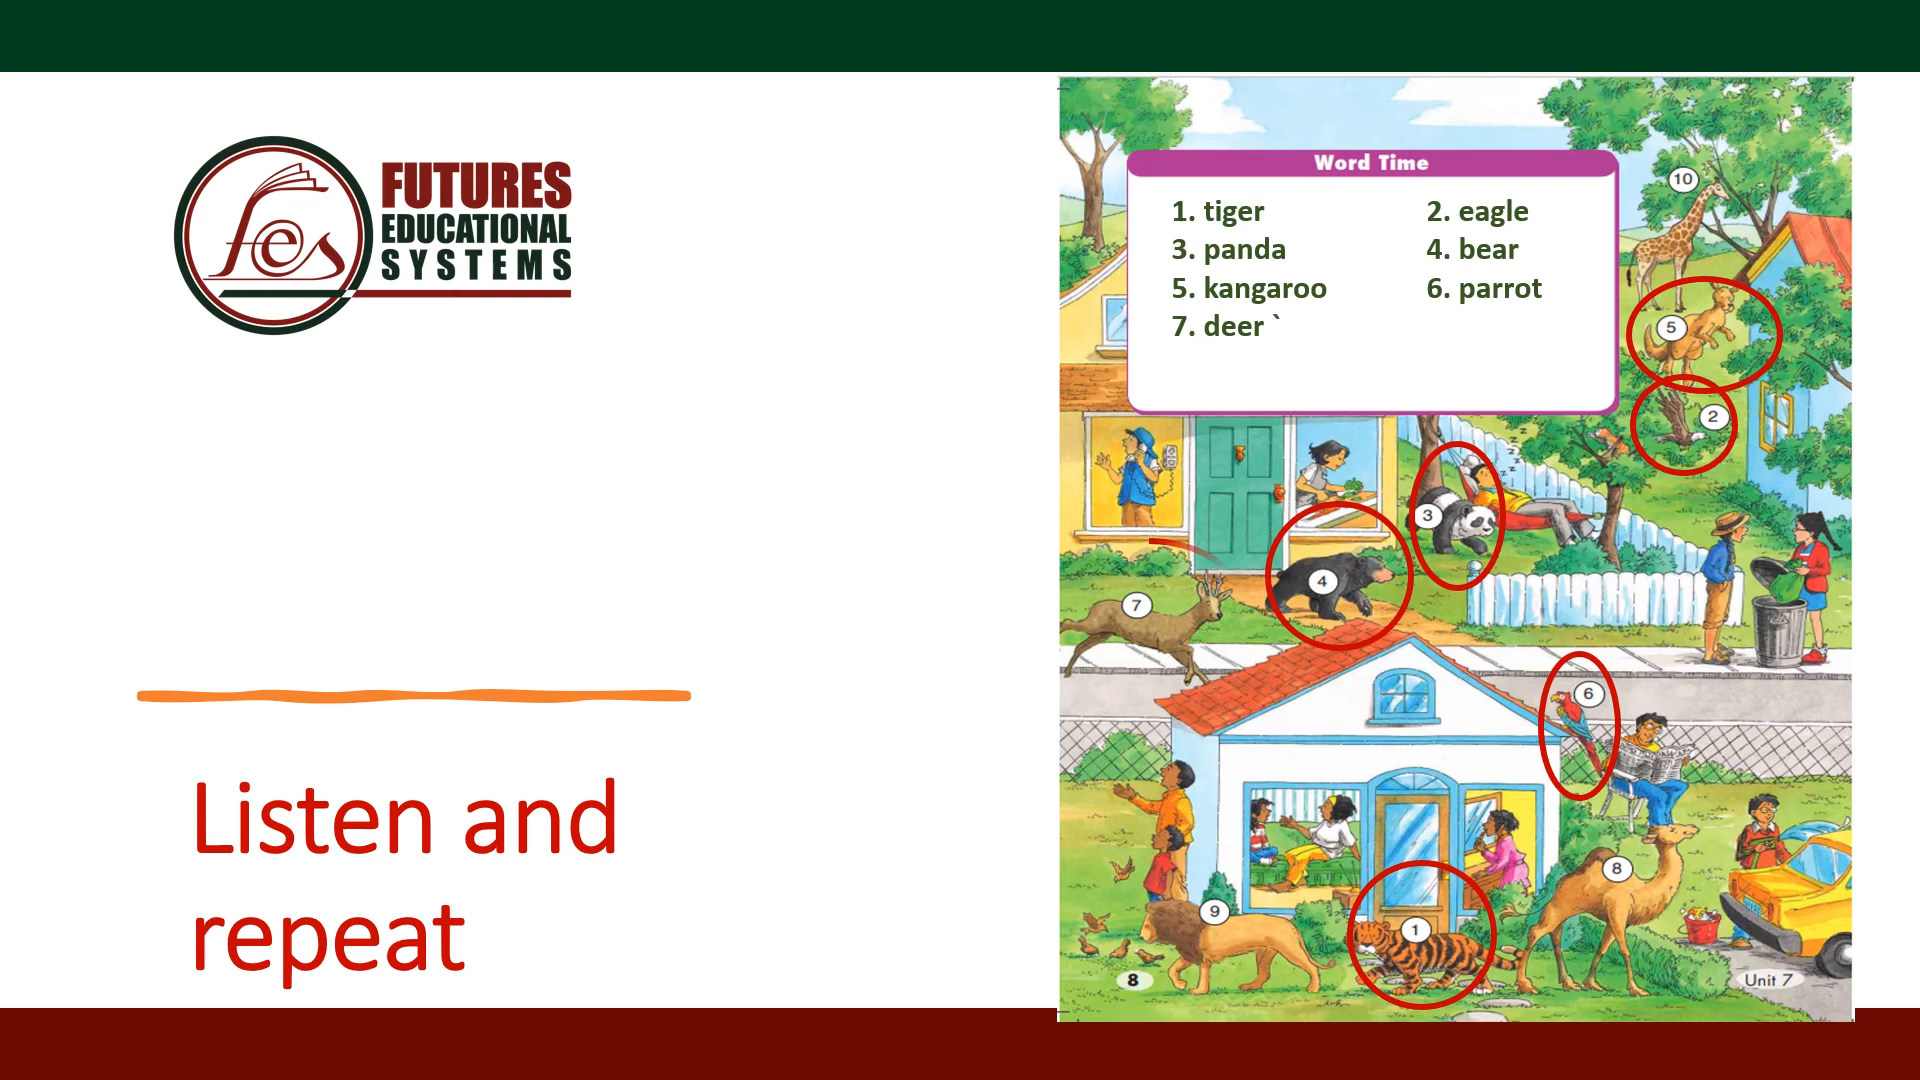 fes
FUTURES
EDUCATIONAL
SYSTEMS
Listen and
repeat
Word Time
1. tiger 2. eagle
3. panda 4. bear
5. kangaroo 6. parrot
7. deer `
10
5
2
z z z z z
3
4
7
6
8
9
1
8
Unit 7